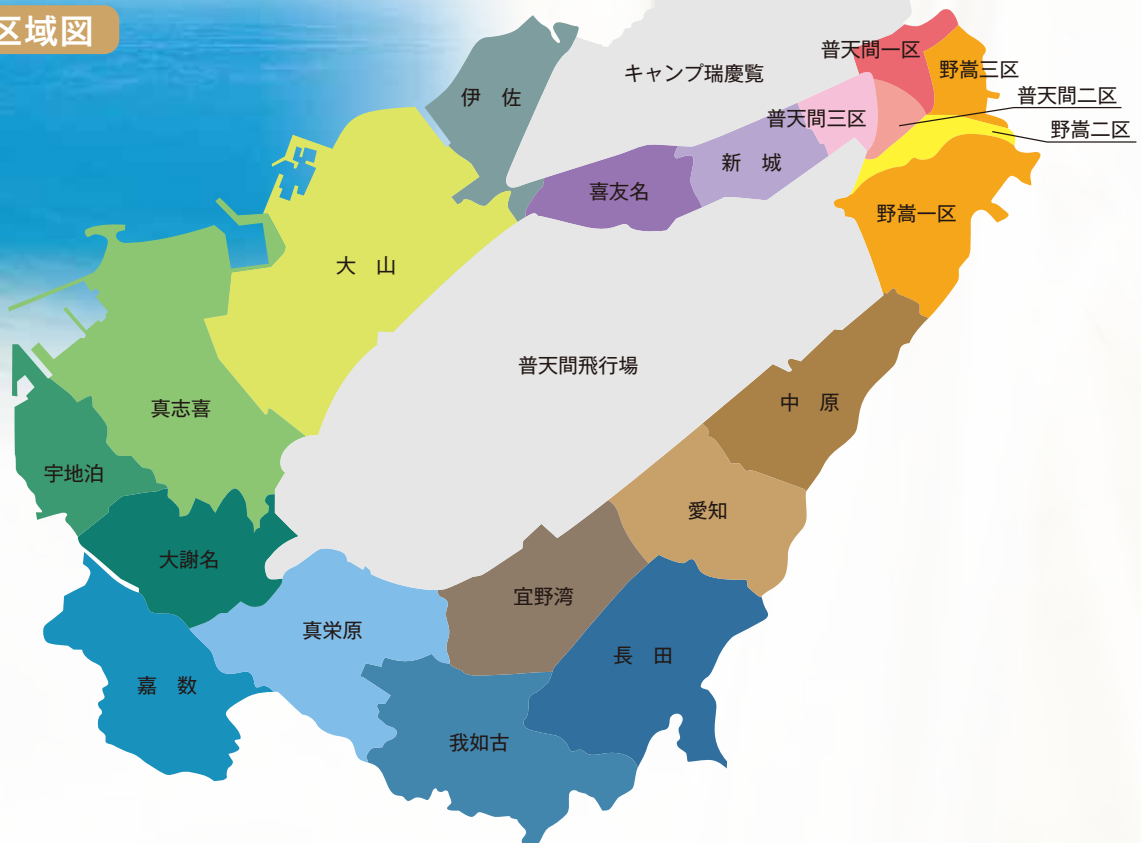 区域図
普天間一区
野嵩三区
キャンプ瑞慶覧
伊　佐
普天間二区
普天間三区
野嵩二区
新　城
喜友名
野嵩一区
大　山
普天間飛行場
中　原
真志喜
宇地泊
愛知
大謝名
宜野湾
真栄原
長　田
嘉　数
我如古